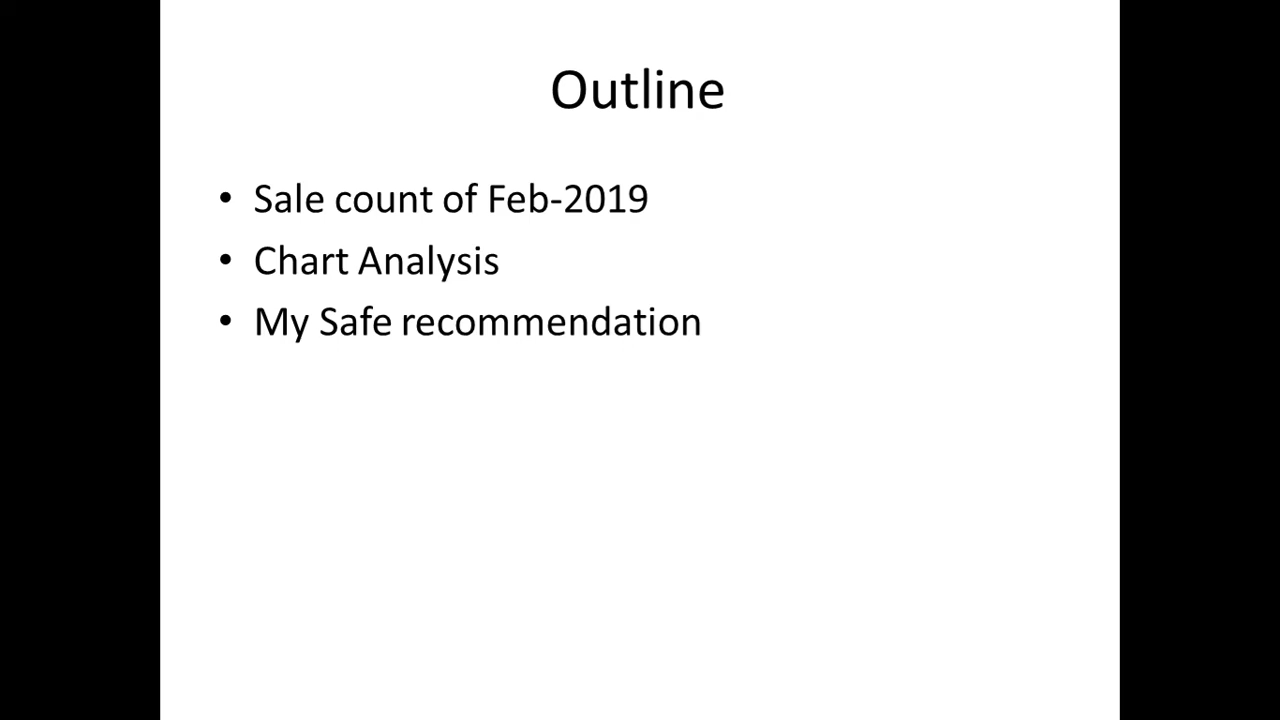 Outline
• Sale count of Feb-2019
• Chart Analysis
• My Safe recommendation